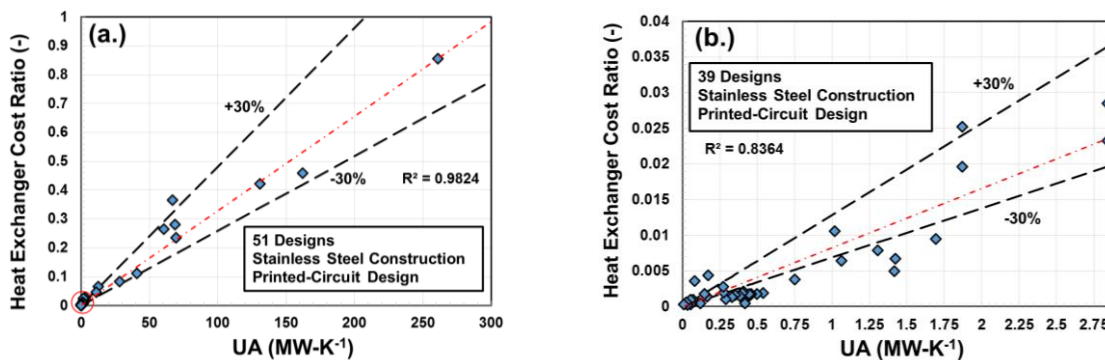 (a.)
Heat Exchanger Cost Ratio (-)
1
0.9
0.8
0.7
0.6
0.5
0.4
0.3
0.2
0.1
0
+30%
-30%
R² = 0.9824
51 Designs
Stainless Steel Construction
Printed-Circuit Design
0 50 100 150 200 250 300
UA (MW-K⁻¹)
(b.)
Heat Exchanger Cost Ratio (-)
0.04
0.035
0.03
0.025
0.02
0.015
0.01
0.005
0
39 Designs
Stainless Steel Construction
Printed-Circuit Design
+30%
R² = 0.8364
-30%
0 0.25 0.5 0.75 1 1.25 1.5 1.75 2 2.25 2.5 2.75
UA (MW-K⁻¹)